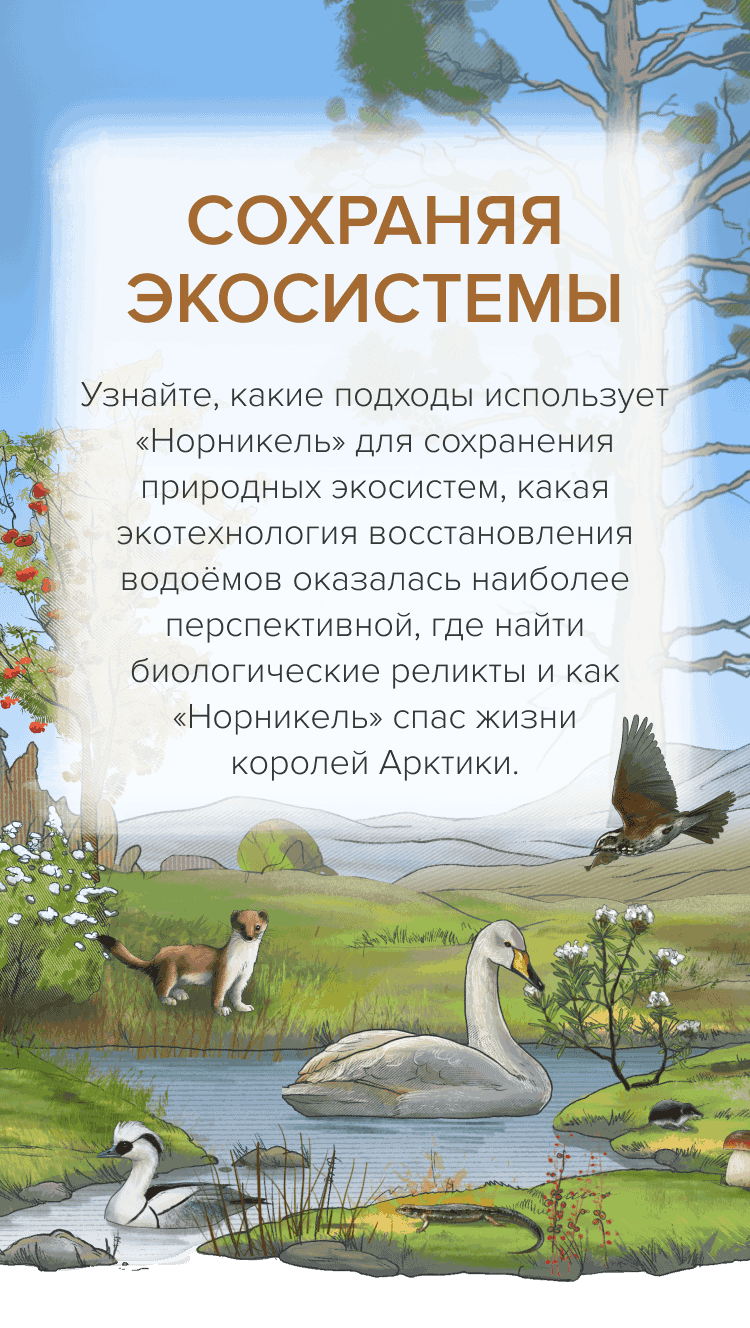 СОХРАНЯЯ
ЭКОСИСТЕМЫ
Узнайте, какие подходы использует
«Норникель» для сохранения
природных экосистем, какая
экотехнология восстановления
водоёмов оказалась наиболее
перспективной, где найти
биологические реликты и как
«Норникель» спас жизни
королей Арктики.